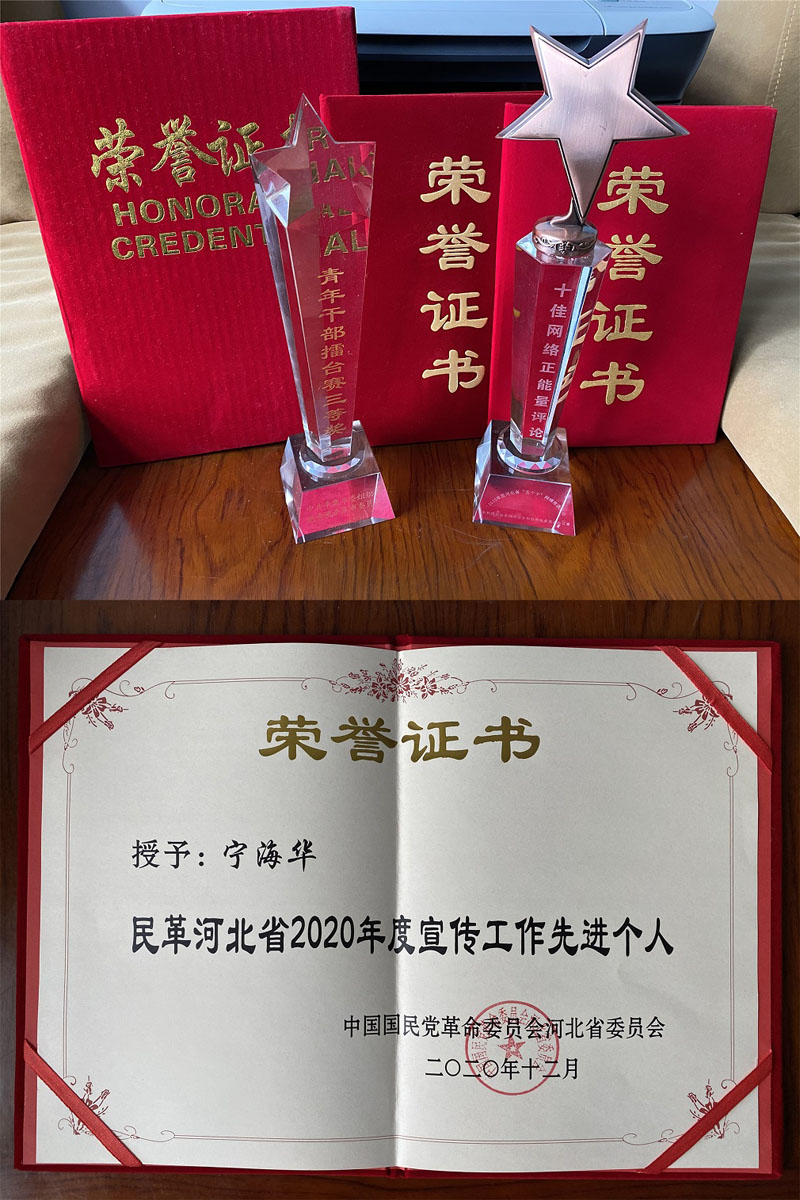 荣誉证
HONORA
CREDENT
AL
青年干部擂台赛三等奖
荣誉证书
十佳网络正能量评论
荣誉证书
荣誉证书
授予：宁海华
民革河北省2020年度宣传工作先进个人
中国国民党革命委员会河北省委员会
二〇二〇年十二月